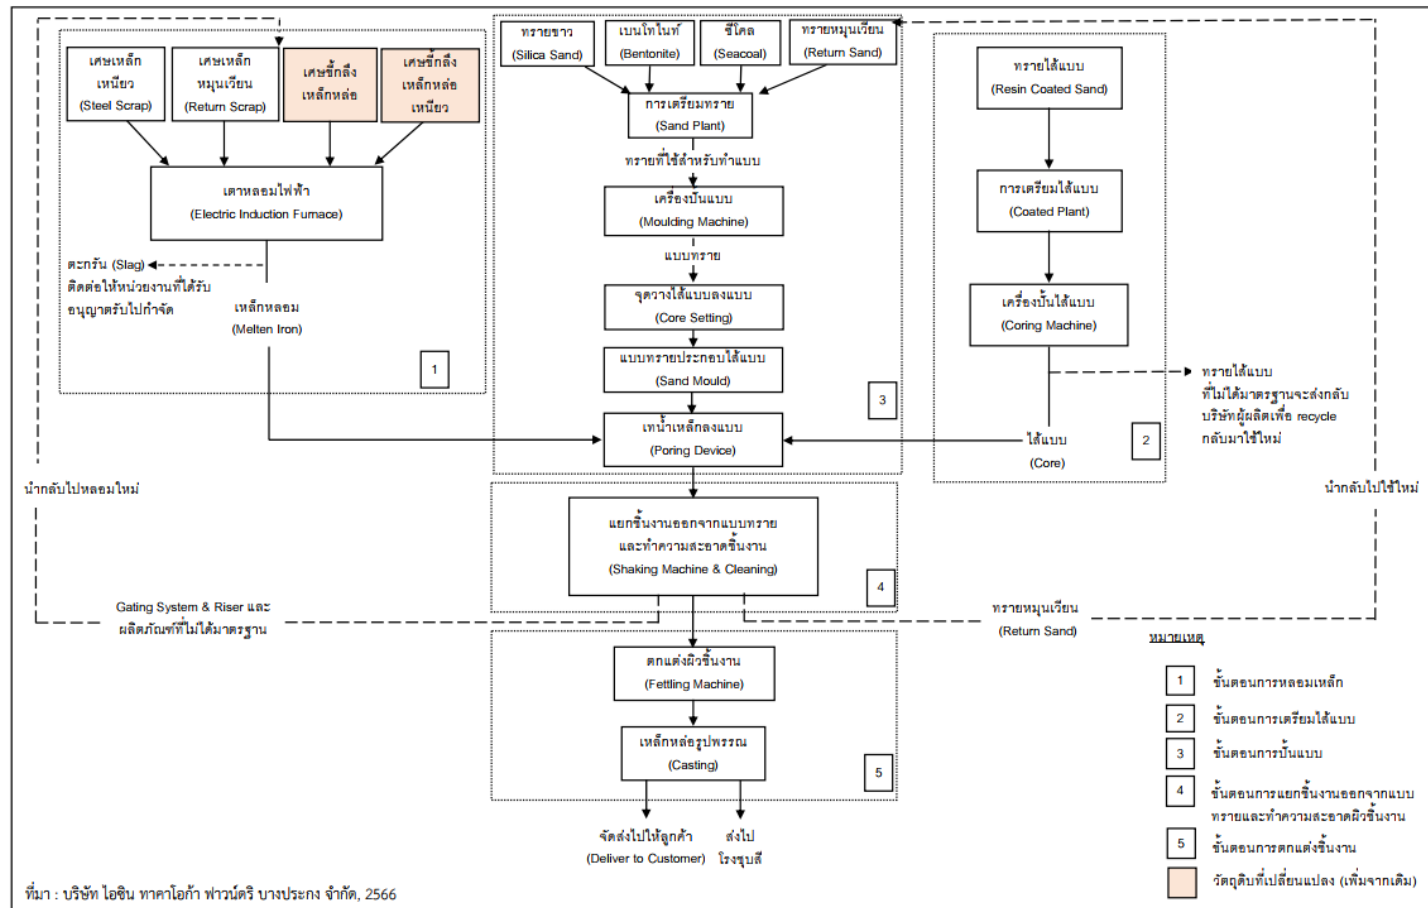 เศษเหล็ก
เหนียว
(Steel Scrap)
เศษเหล็ก
หมุนเวียน
(Return Scrap)
เศษขี้กลึง
เหล็กหล่อ
เศษขี้กลึง
เหล็กหล่อ
เหนียว
เตาหลอมไฟฟ้า
(Electric Induction Furnace)
ตะกรัน (Slag)
ติดต่อให้หน่วยงานที่ได้รับ
อนุญาตรับไปกำจัด
เหล็กหลอม
(Melten Iron)
1
ทรายขาว
(Silica Sand)
เบนโทไนท์
(Bentonite)
ซีโคล
(Seacoal)
ทรายหมุนเวียน
(Return Sand)
การเตรียมทราย
(Sand Plant)
ทรายที่ใช้สำหรับทำแบบ
เครื่องปั้นแบบ
(Moulding Machine)
แบบทราย
จุดวางไส้แบบลงแบบ
(Core Setting)
แบบทรายประกอบไส้แบบ
(Sand Mould)
เทน้ำเหล็กลงแบบ
(Poring Device)
3
ทรายไส้แบบ
(Resin Coated Sand)
การเตรียมไส้แบบ
(Coated Plant)
เครื่องปั้นไส้แบบ
(Coring Machine)
ทรายไส้แบบ
ที่ไม่ได้มาตรฐานจะส่งกลับ
บริษัทผู้ผลิตเพื่อ recycle
กลับมาใช้ใหม่
ไส้แบบ
(Core)
2
นำกลับไปหลอมใหม่
นำกลับไปใช้ใหม่
แยกชิ้นงานออกจากแบบทราย
และทำความสะอาดชิ้นงาน
(Shaking Machine & Cleaning)
4
Gating System & Riser และ
ผลิตภัณฑ์ที่ไม่ได้มาตรฐาน
ทรายหมุนเวียน
(Return Sand)
ตกแต่งผิวชิ้นงาน
(Fettling Machine)
เหล็กหล่อรูปพรรณ
(Casting)
5
จัดส่งไปให้ลูกค้า
(Deliver to Customer)
ส่งไป
โรงชุบสี
หมายเหตุ
1 ขั้นตอนการหลอมเหล็ก
2 ขั้นตอนการเตรียมไส้แบบ
3 ขั้นตอนการปั้นแบบ
4 ขั้นตอนการแยกชิ้นงานออกจากแบบ
ทรายและทำความสะอาดผิวชิ้นงาน
5 ขั้นตอนการตกแต่งชิ้นงาน
วัตถุดิบที่เปลี่ยนแปลง (เพิ่มจากเดิม)
ที่มา : บริษัท ไอซิน ทาคาโอก้า ฟาวน์ดริ บางปะกง จำกัด, 2566